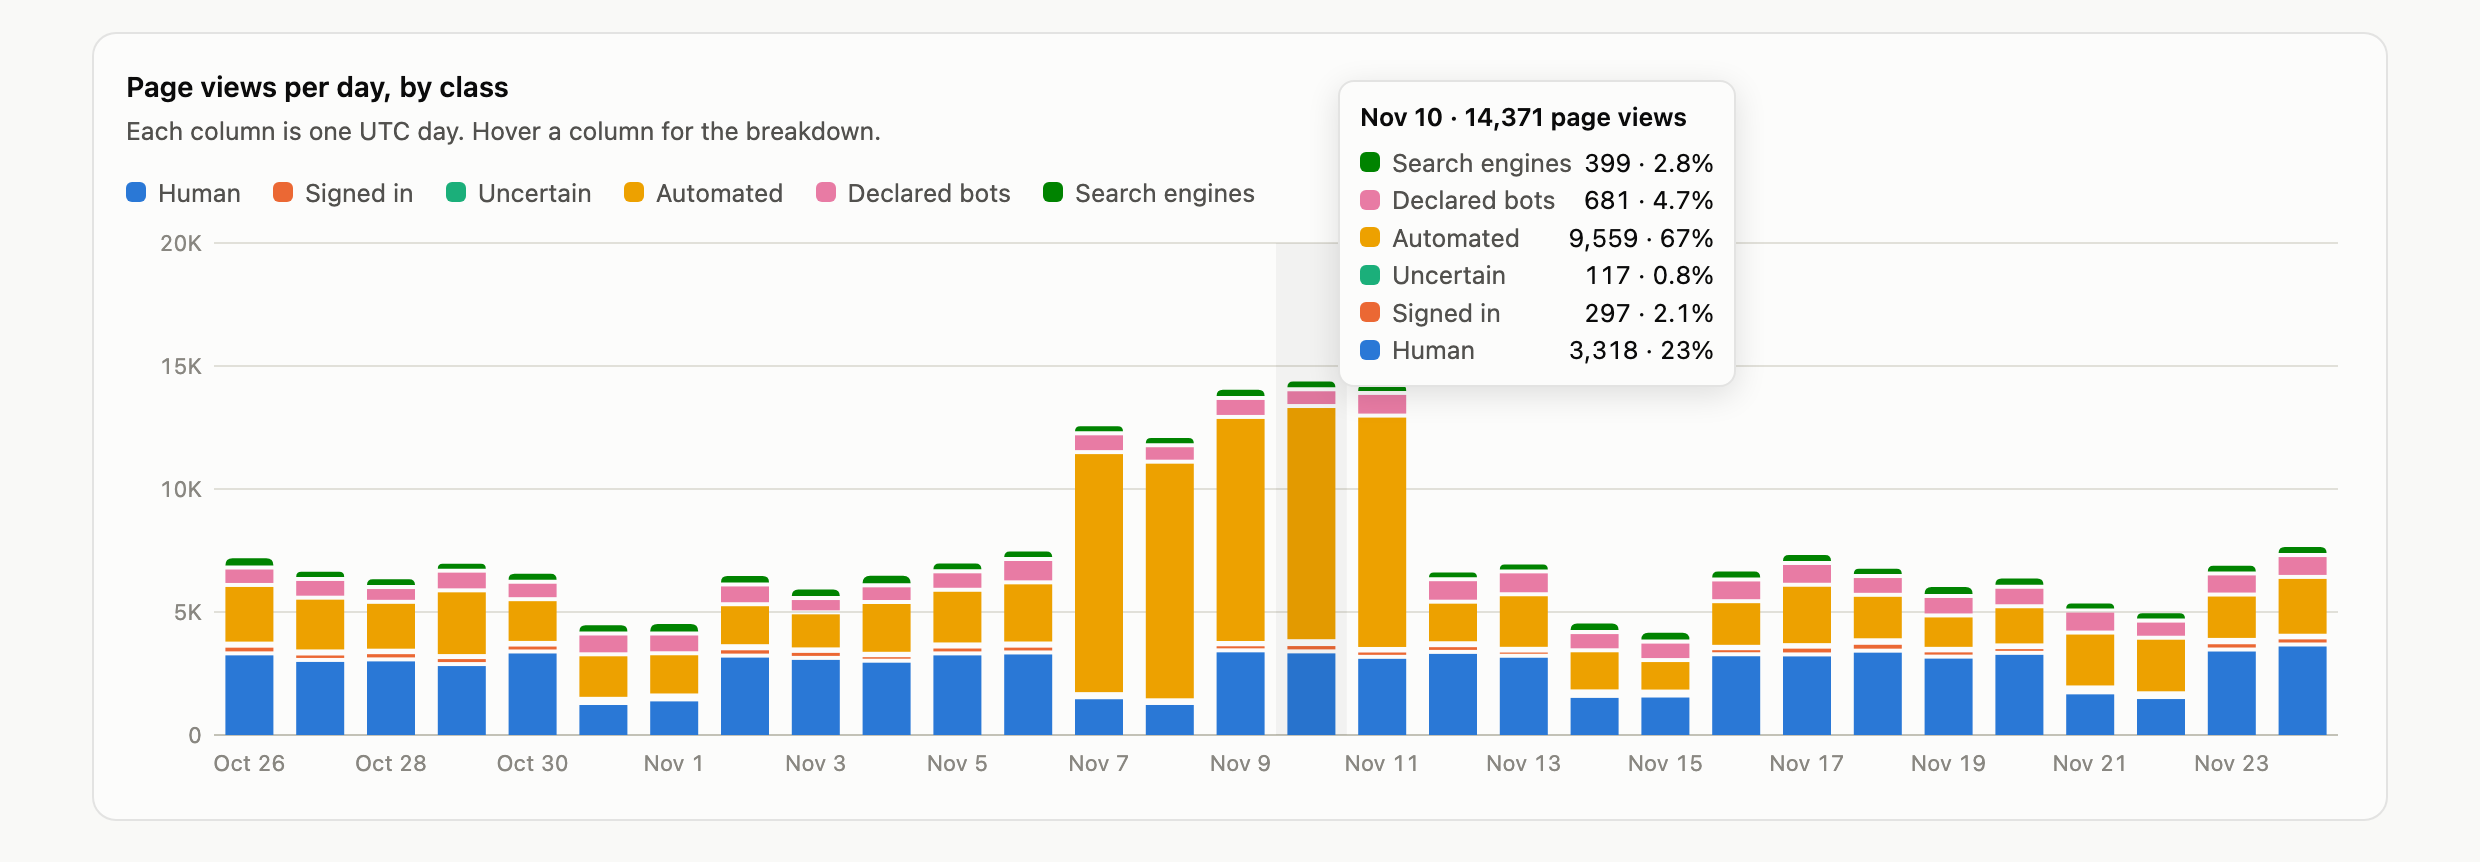 Page views per day, by class
Each column is one UTC day. Hover a column for the breakdown.
Human Signed in Uncertain Automated Declared bots Search engines
Nov 10 · 14,371 page views
Search engines 399 · 2.8%
Declared bots 681 · 4.7%
Automated 9,559 · 67%
Uncertain 117 · 0.8%
Signed in 297 · 2.1%
Human 3,318 · 23%
20K
15K
10K
5K
0
Oct 26 Oct 28 Oct 30 Nov 1 Nov 3 Nov 5 Nov 7 Nov 9 Nov 11 Nov 13 Nov 15 Nov 17 Nov 19 Nov 21 Nov 23